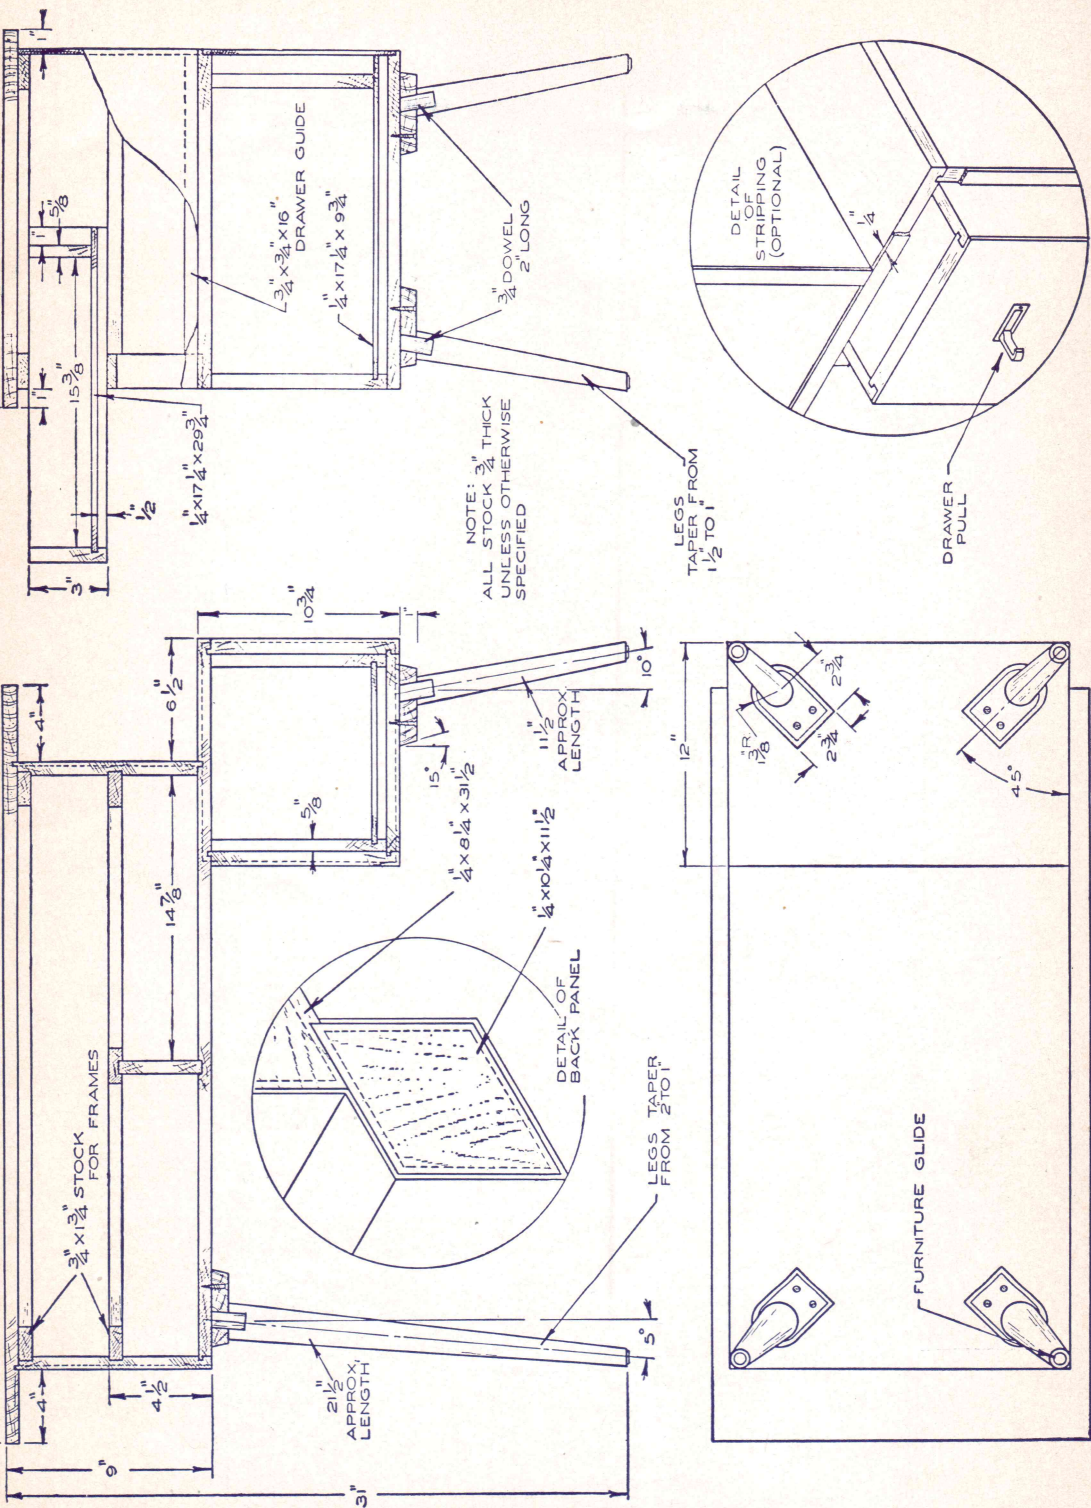 4"
9"
31"
4 1/2"
3/4" X 1 3/4" STOCK
FOR FRAMES
14 7/8"
4"
6 1/2"
10 3/4"
1"
5/8"
15°
11 1/2"
APPROX.
LENGTH
10°
1/4" X 8 1/4" X 31 1/2"
1/4" X 10 1/4" X 11 1/2"
DETAIL OF
BACK PANEL
21 1/2"
APPROX.
LENGTH
5°
LEGS TAPER
FROM 2" TO 1"
3"
1/2"
1/4" X 17 1/4" X 29 3/4"
15 3/8"
1"
1"
5/8"
1"
3/4" X 3/4" X 16"
DRAWER GUIDE
1/4" X 17 1/4" X 9 3/4"
3/4" DOWEL
2" LONG
NOTE:
ALL STOCK 3/4" THICK
UNLESS OTHERWISE
SPECIFIED
LEGS
TAPER FROM
1 1/2" TO 1"
FURNITURE GLIDE
12"
1 3/8" R.
2 3/4"
2 3/4"
45°
DETAIL
OF
STRIPPING
(OPTIONAL)
1/4"
DRAWER
PULL